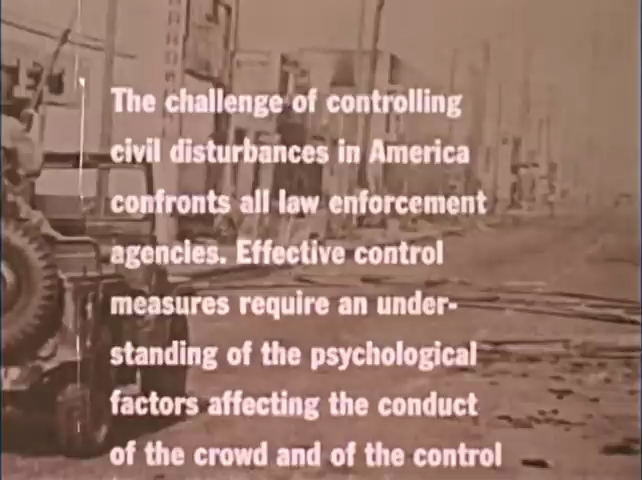 The challenge of controlling
civil disturbances in America
confronts all law enforcement
agencies. Effective control
measures require an under-
standing of the psychological
factors affecting the conduct
of the crowd and of the control